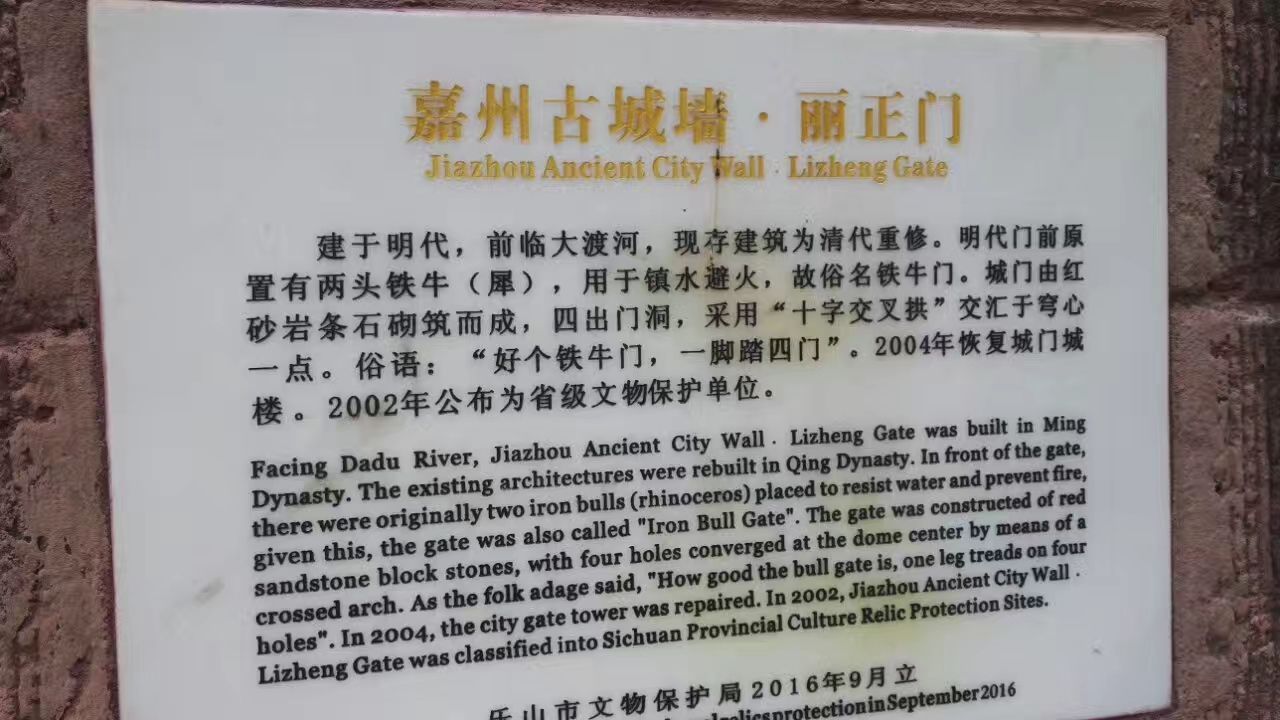 嘉州古城墙·丽正门
Jiazhou Ancient City Wall · Lizheng Gate
建于明代，前临大渡河，现存建筑为清代重修。明代门前原
置有两头铁牛（犀），用于镇水避火，故俗名铁牛门。城门由红
砂岩条石砌筑而成，四出门洞，采用“十字交叉拱”交汇于穹心
一点。俗语：“好个铁牛门，一脚踏四门”。2004年恢复城门城
楼。2002年公布为省级文物保护单位。
Facing Dadu River, Jiazhou Ancient City Wall · Lizheng Gate was built in Ming
Dynasty. The existing architectures were rebuilt in Qing Dynasty. In front of the gate,
there were originally two iron bulls (rhinoceros) placed to resist water and prevent fire,
given this, the gate was also called "Iron Bull Gate". The gate was constructed of red
sandstone block stones, with four holes converged at the dome center by means of a
crossed arch. As the folk adage said, "How good the bull gate is, one leg treads on four
holes". In 2004, the city gate tower was repaired. In 2002, Jiazhou Ancient City Wall ·
Lizheng Gate was classified into Sichuan Provincial Culture Relic Protection Sites.
乐山市文物保护局2016年9月立
protection in September 2016